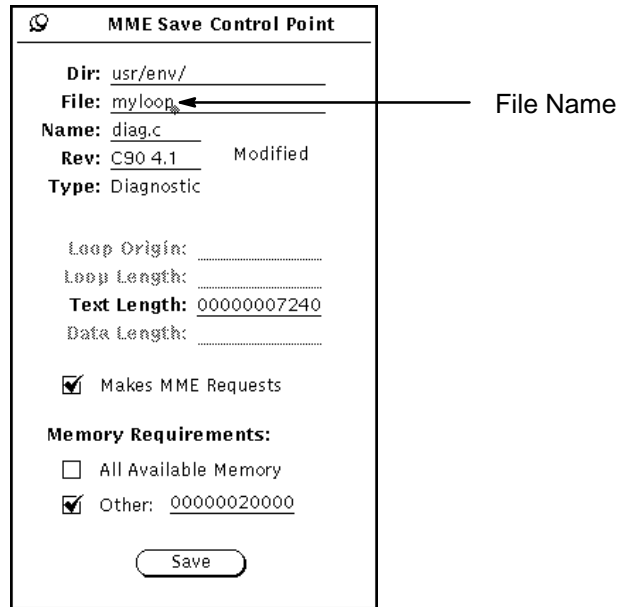 MME Save Control Point
Dir: usr/env/
File: myloop
File Name
Name: diag.c
Rev: C90 4.1 Modified
Type: Diagnostic
Loop Origin:
Loop Length:
Text Length: 00000007240
Data Length:
Makes MME Requests
Memory Requirements:
All Available Memory
Other: 00000020000
Save